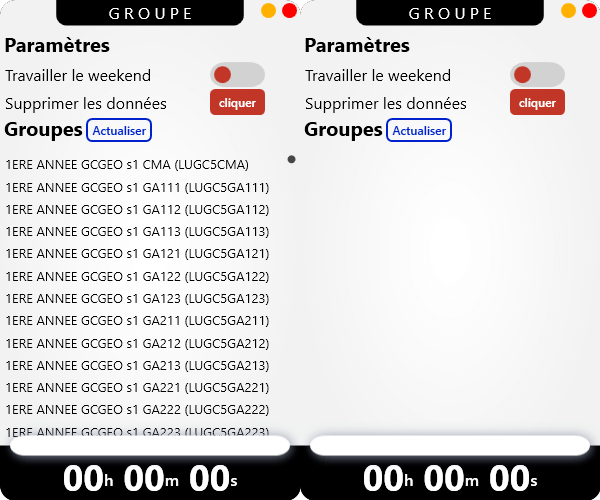 GROUPE
Paramètres
Travailler le weekend
Supprimer les données cliquer
Groupes Actualiser
1ERE ANNEE GCGEO s1 CMA (LUGC5CMA)
1ERE ANNEE GCGEO s1 GA111 (LUGC5GA111)
1ERE ANNEE GCGEO s1 GA112 (LUGC5GA112)
1ERE ANNEE GCGEO s1 GA113 (LUGC5GA113)
1ERE ANNEE GCGEO s1 GA121 (LUGC5GA121)
1ERE ANNEE GCGEO s1 GA122 (LUGC5GA122)
1ERE ANNEE GCGEO s1 GA123 (LUGC5GA123)
1ERE ANNEE GCGEO s1 GA211 (LUGC5GA211)
1ERE ANNEE GCGEO s1 GA212 (LUGC5GA212)
1ERE ANNEE GCGEO s1 GA213 (LUGC5GA213)
1ERE ANNEE GCGEO s1 GA221 (LUGC5GA221)
1ERE ANNEE GCGEO s1 GA222 (LUGC5GA222)
1ERE ANNEE GCGEO s1 GA223 (LUGC5GA223)
00h 00m 00s
GROUPE
Paramètres
Travailler le weekend
Supprimer les données cliquer
Groupes Actualiser
00h 00m 00s